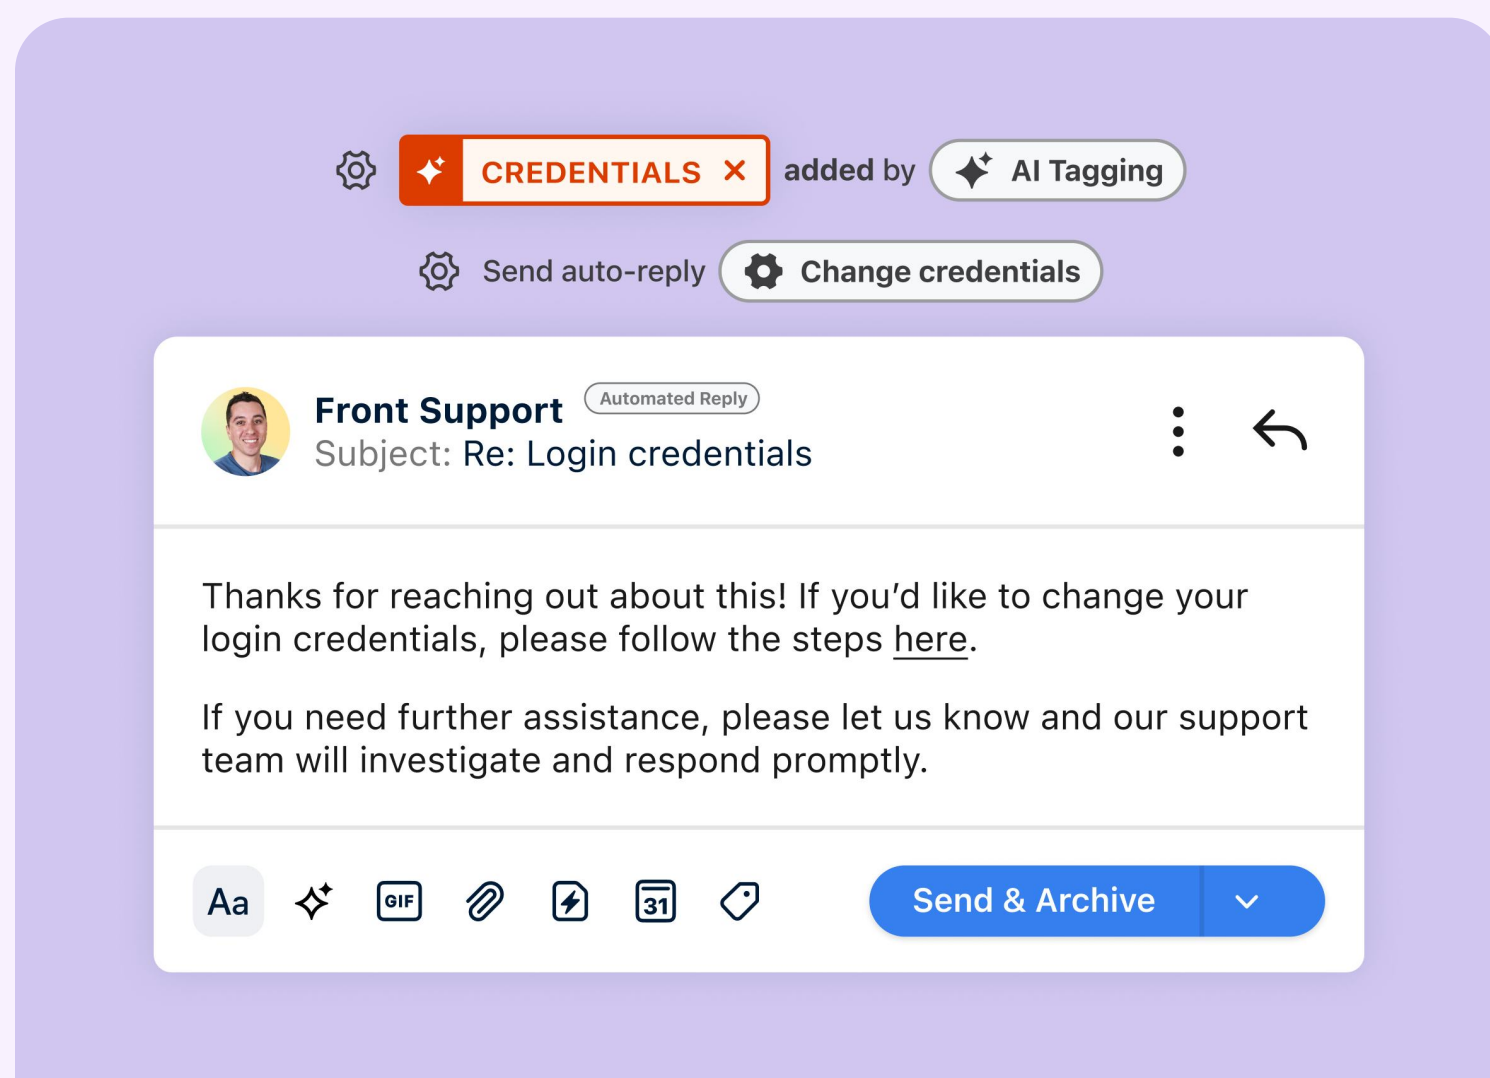 CREDENTIALS added by AI Tagging
Send auto-reply Change credentials
Front Support Automated Reply
Subject: Re: Login credentials
Thanks for reaching out about this! If you’d like to change your
login credentials, please follow the steps here.
If you need further assistance, please let us know and our support
team will investigate and respond promptly.
Aa GIF 31 Send & Archive